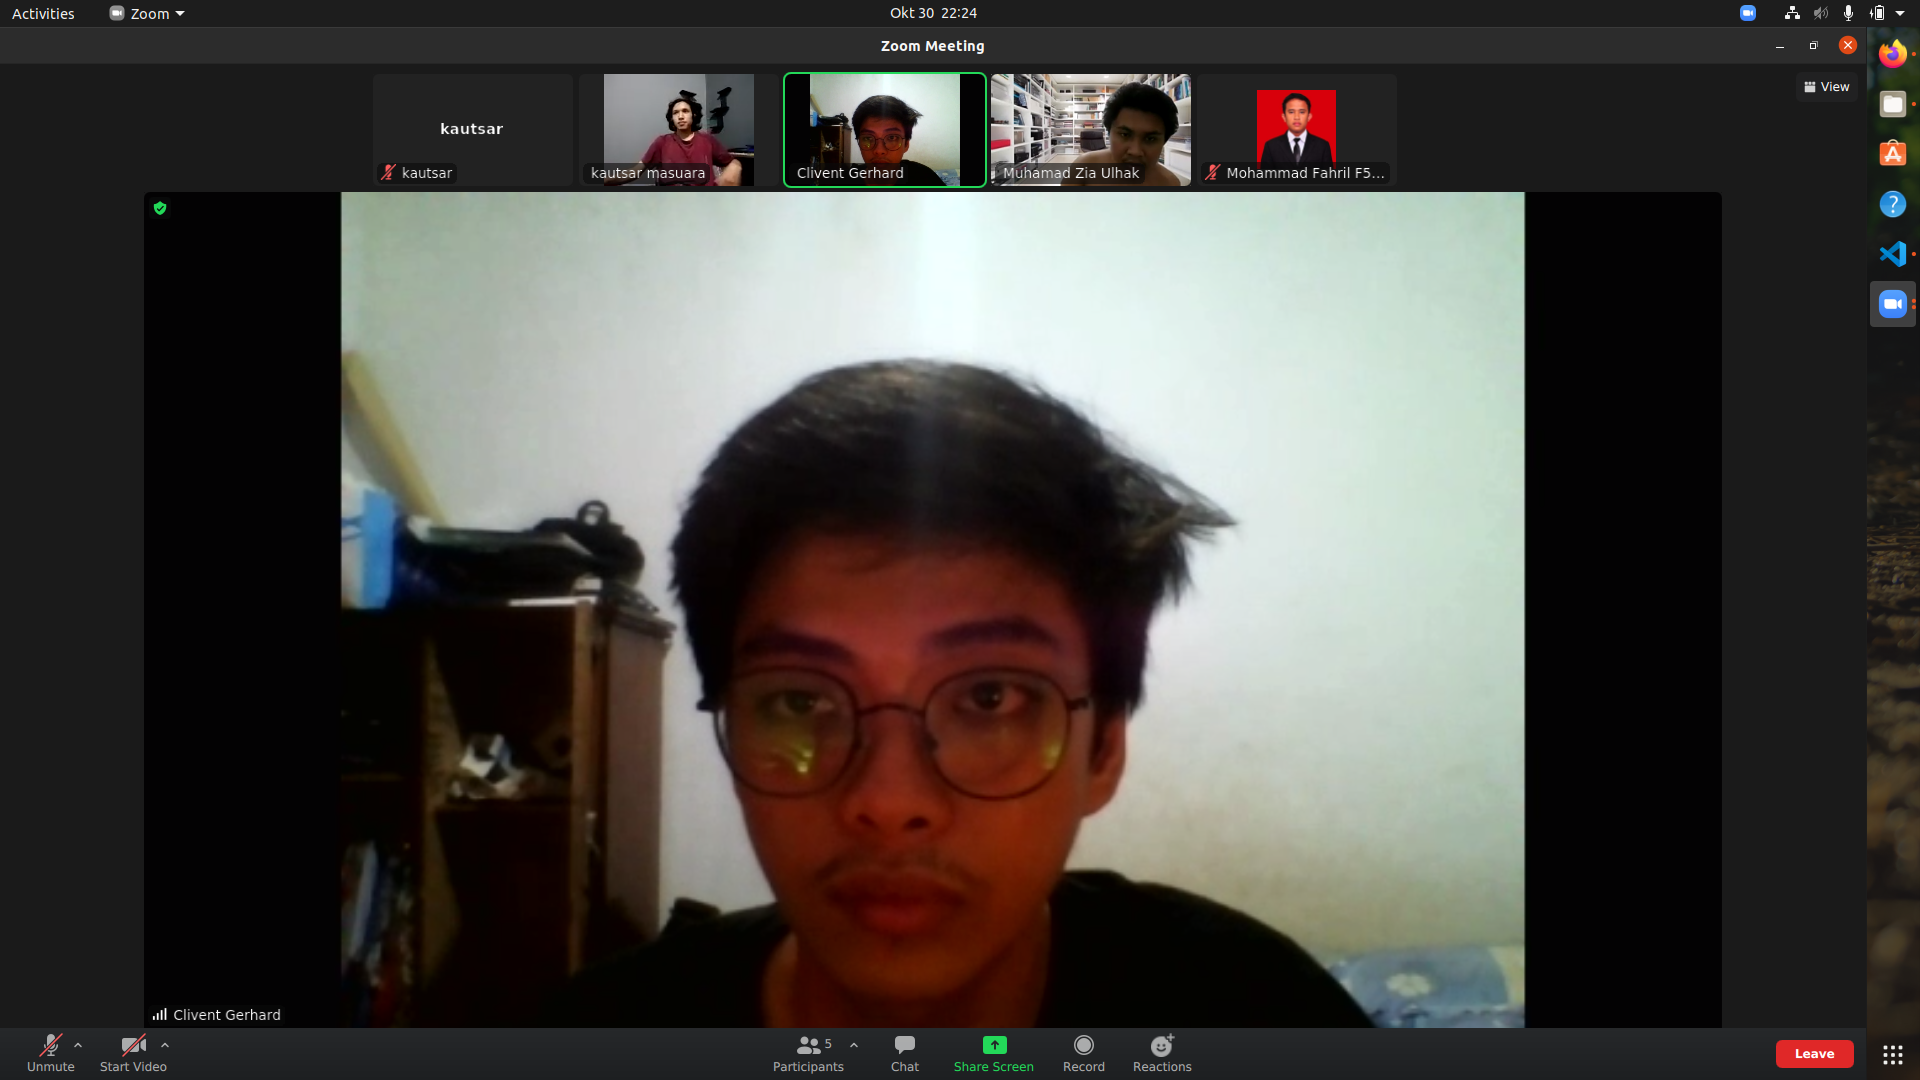 Activities
Zoom
Okt 30 22:24
Zoom Meeting
View
kautsar
kautsar
kautsar masuara
Clivent Gerhard
Muhamad Zia Ulhak
Mohammad Fahril F5...
Clivent Gerhard
Unmute
Start Video
5
Participants
Chat
Share Screen
Record
Reactions
Leave